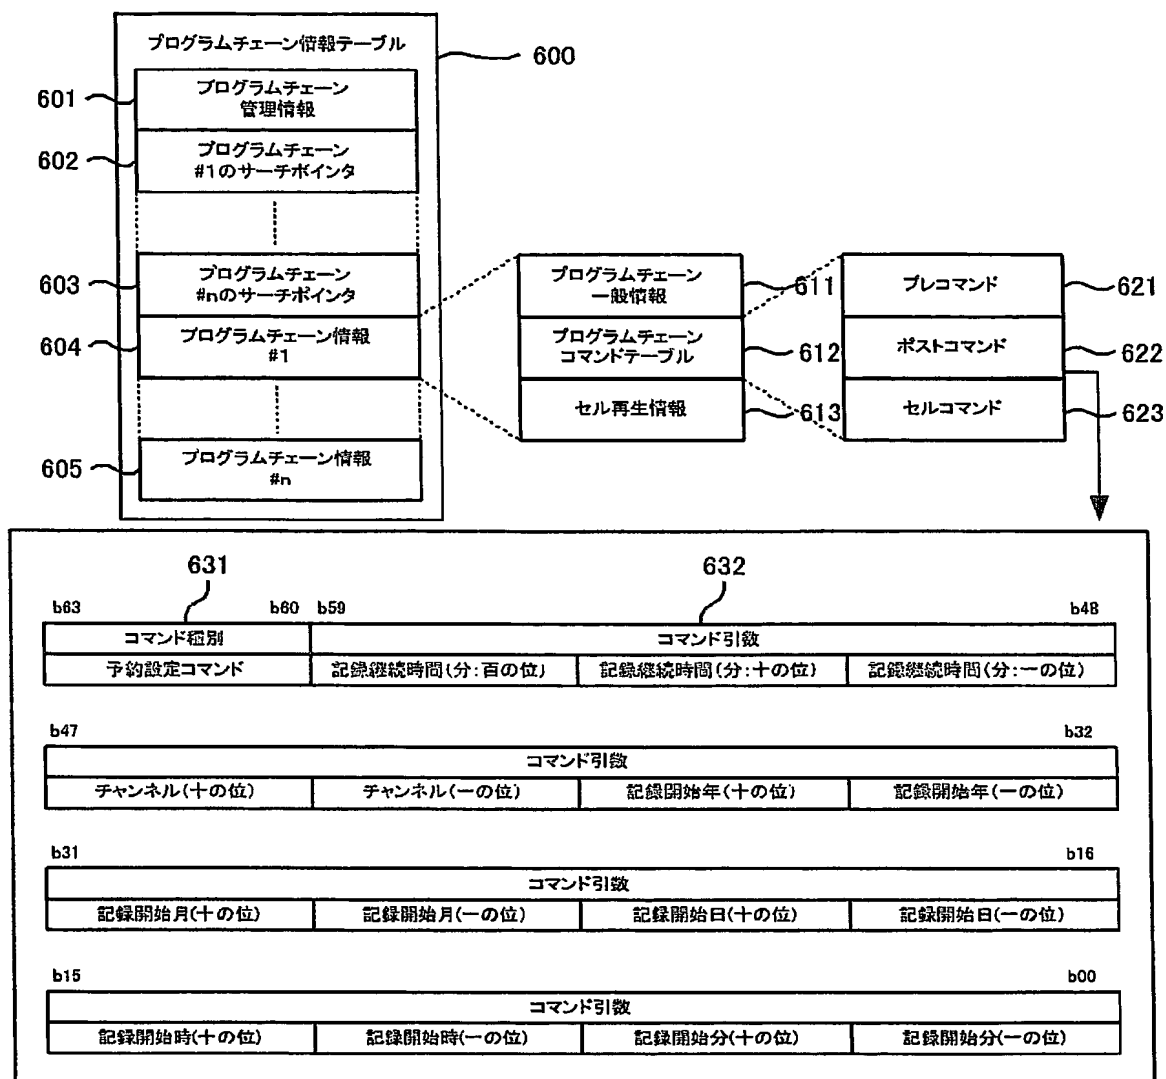 プログラムチェーン情報テーブル
600
601
プログラムチェーン
管理情報
602
プログラムチェーン
#1のサーチポインタ
603
プログラムチェーン
#nのサーチポインタ
604
プログラムチェーン情報
#1
605
プログラムチェーン情報
#n
プログラムチェーン
一般情報
611
プログラムチェーン
コマンドテーブル
612
セル再生情報
613
プレコマンド
621
ポストコマンド
622
セルコマンド
623
631
632
b63 b60 b59 b48
コマンド種別 コマンド引数
予約設定コマンド 記録継続時間(分:百の位) 記録継続時間(分:十の位) 記録継続時間(分:一の位)
b47 b32
コマンド引数
チャンネル(十の位) チャンネル(一の位) 記録開始年(十の位) 記録開始年(一の位)
b31 b16
コマンド引数
記録開始月(十の位) 記録開始月(一の位) 記録開始日(十の位) 記録開始日(一の位)
b15 b00
コマンド引数
記録開始時(十の位) 記録開始時(一の位) 記録開始分(十の位) 記録開始分(一の位)